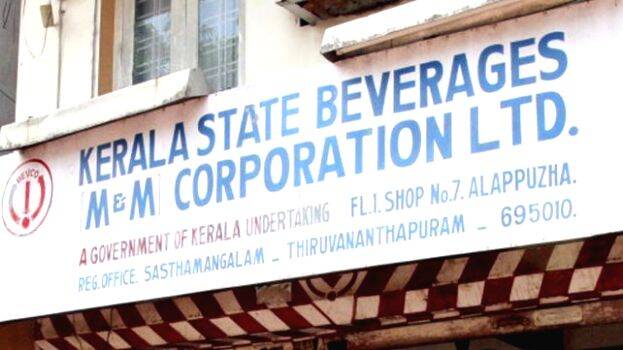 BEVCO
KERALA STATE BEVERAGES
[M&M] CORPORATION LTD.
A GOVERNMENT OF KERALA UNDERTAKING FL.1. SHOP No.7. ALAPPUZHA.
REG.OFFICE. SASTHAMANGALAM - THIRUVANANTHAPURAM - 695010.